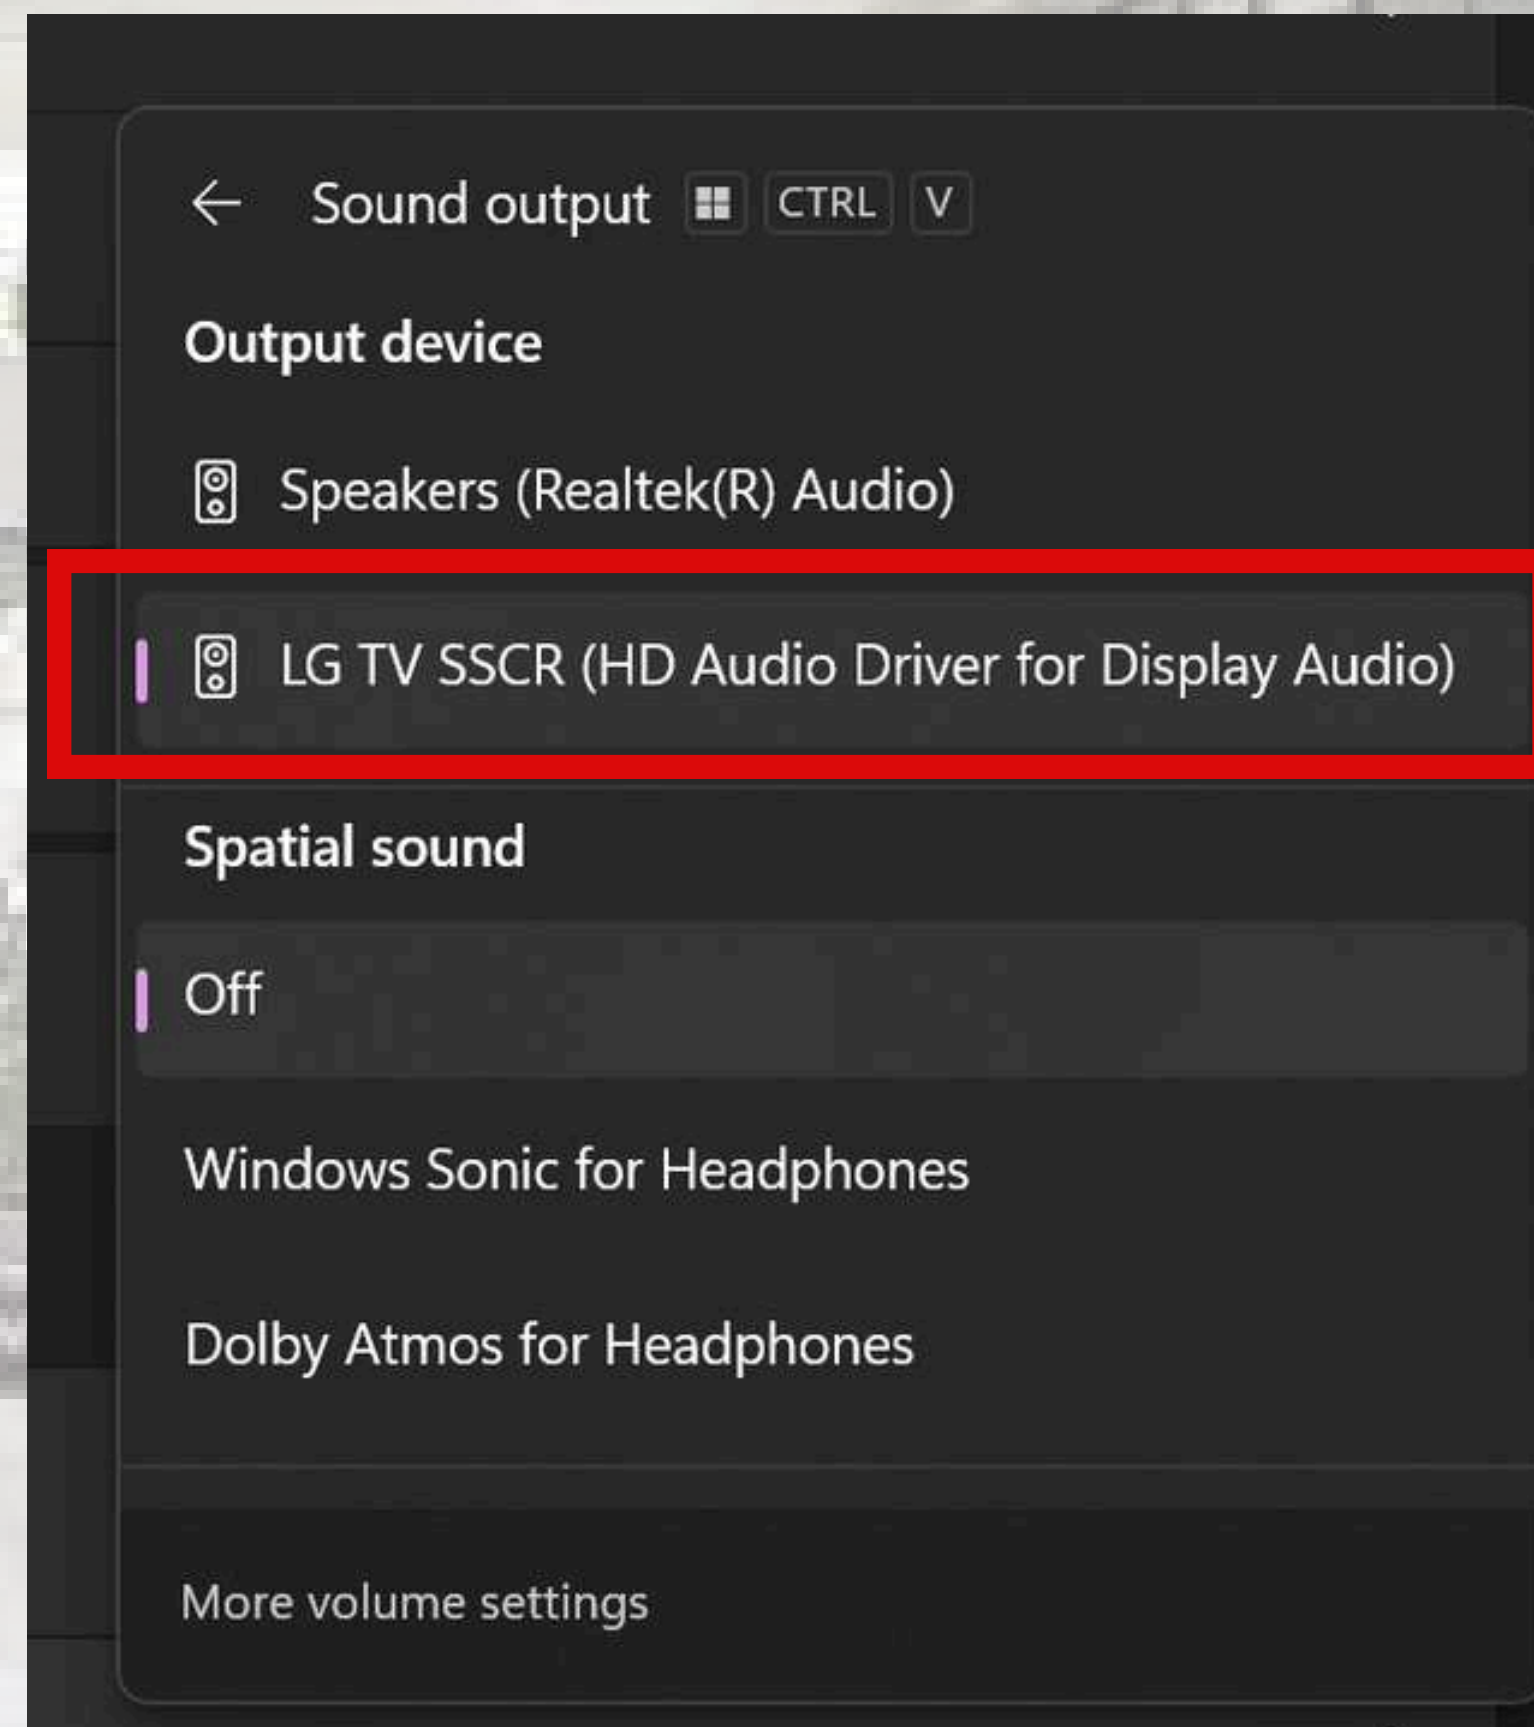 Sound output CTRL V
Output device
Speakers (Realtek(R) Audio)
LG TV SSCR (HD Audio Driver for Display Audio)
Spatial sound
Off
Windows Sonic for Headphones
Dolby Atmos for Headphones
More volume settings